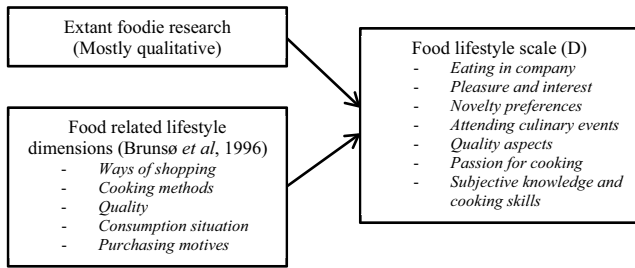 Extant foodie research
(Mostly qualitative)
Food related lifestyle
dimensions (Brunsø et al, 1996)
- Ways of shopping
- Cooking methods
- Quality
- Consumption situation
- Purchasing motives
Food lifestyle scale (D)
- Eating in company
- Pleasure and interest
- Novelty preferences
- Attending culinary events
- Quality aspects
- Passion for cooking
- Subjective knowledge and
cooking skills